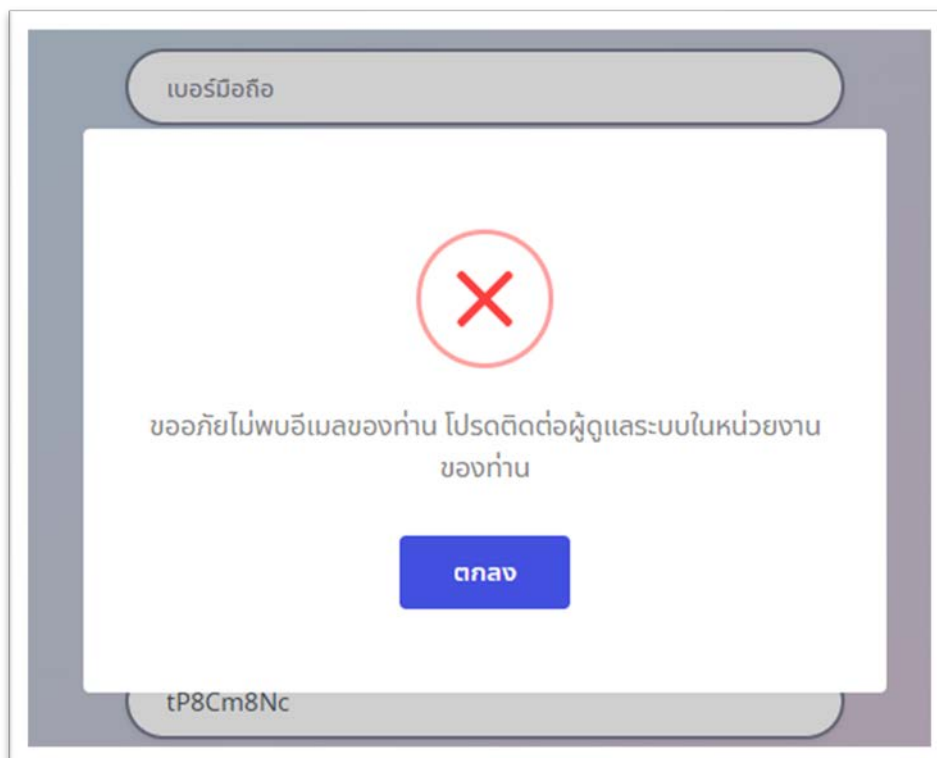 เบอร์มือถือ
ขออภัยไม่พบอีเมลของท่าน โปรดติดต่อผู้ดูแลระบบในหน่วยงาน
ของท่าน
ตกลง
tP8Cm8Nc